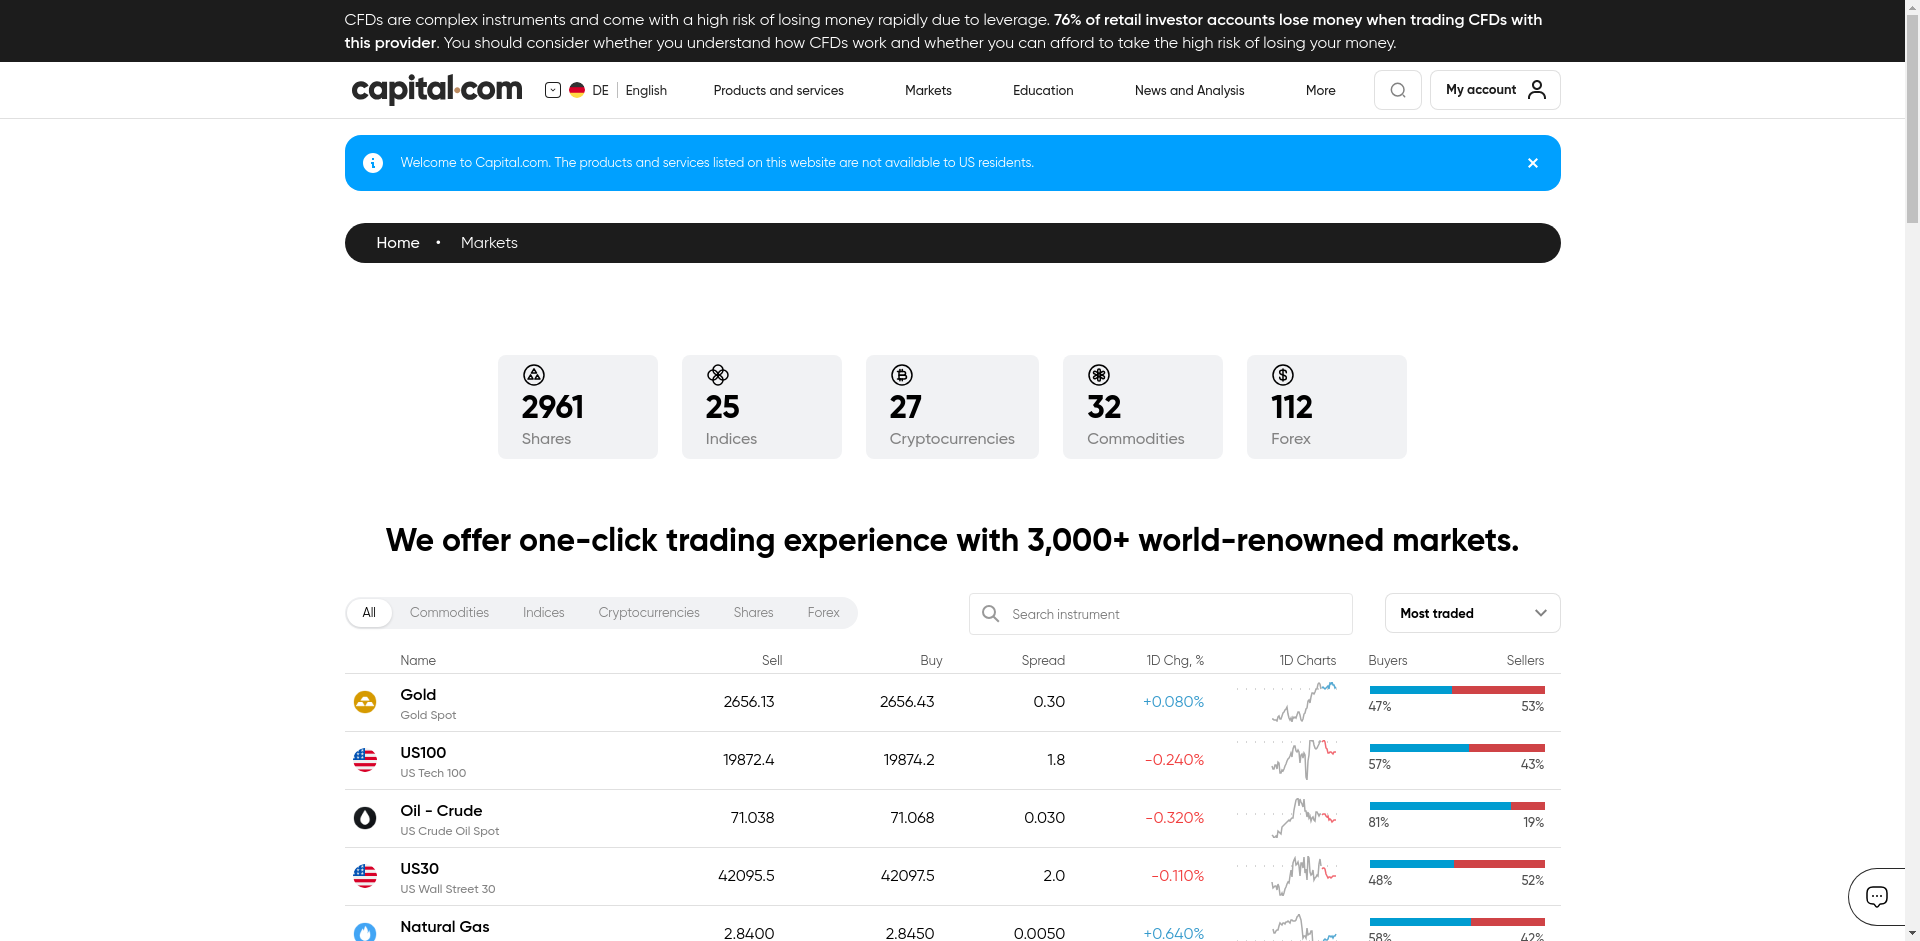 CFDs are complex instruments and come with a high risk of losing money rapidly due to leverage. 76% of retail investor accounts lose money when trading CFDs with
this provider. You should consider whether you understand how CFDs work and whether you can afford to take the high risk of losing your money.
capital.com DE English Products and services Markets Education News and Analysis More My account
Welcome to Capital.com. The products and services listed on this website are not available to US residents.
Home • Markets
2961 25 27 32 112
Shares Indices Cryptocurrencies Commodities Forex
We offer one-click trading experience with 3,000+ world-renowned markets.
All Commodities Indices Cryptocurrencies Shares Forex Search instrument Most traded
Name Sell Buy Spread 1D Chg, % 1D Charts Buyers Sellers
Gold
Gold Spot
2656.13 2656.43 0.30 +0.080% 47% 53%
US100
US Tech 100
19872.4 19874.2 1.8 -0.240% 57% 43%
Oil - Crude
US Crude Oil Spot
71.038 71.068 0.030 -0.320% 81% 19%
US30
US Wall Street 30
42095.5 42097.5 2.0 -0.110% 48% 52%
Natural Gas
2.8400 2.8450 0.0050 +0.640% 58% 42%